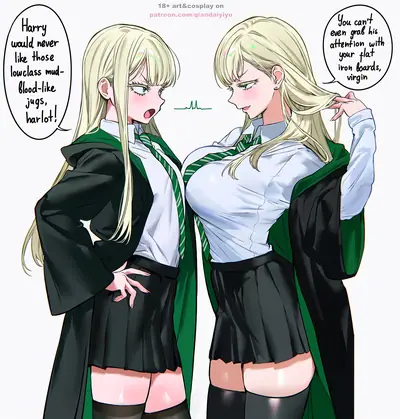 18+ art&cosplay on
patreon.com/qiandaiyiyu
Harry
would never
like those
lowclass mud-
blood-like
jugs,
harlot!
You can't
even grab his
attention with
your flat
iron boards,
virgin